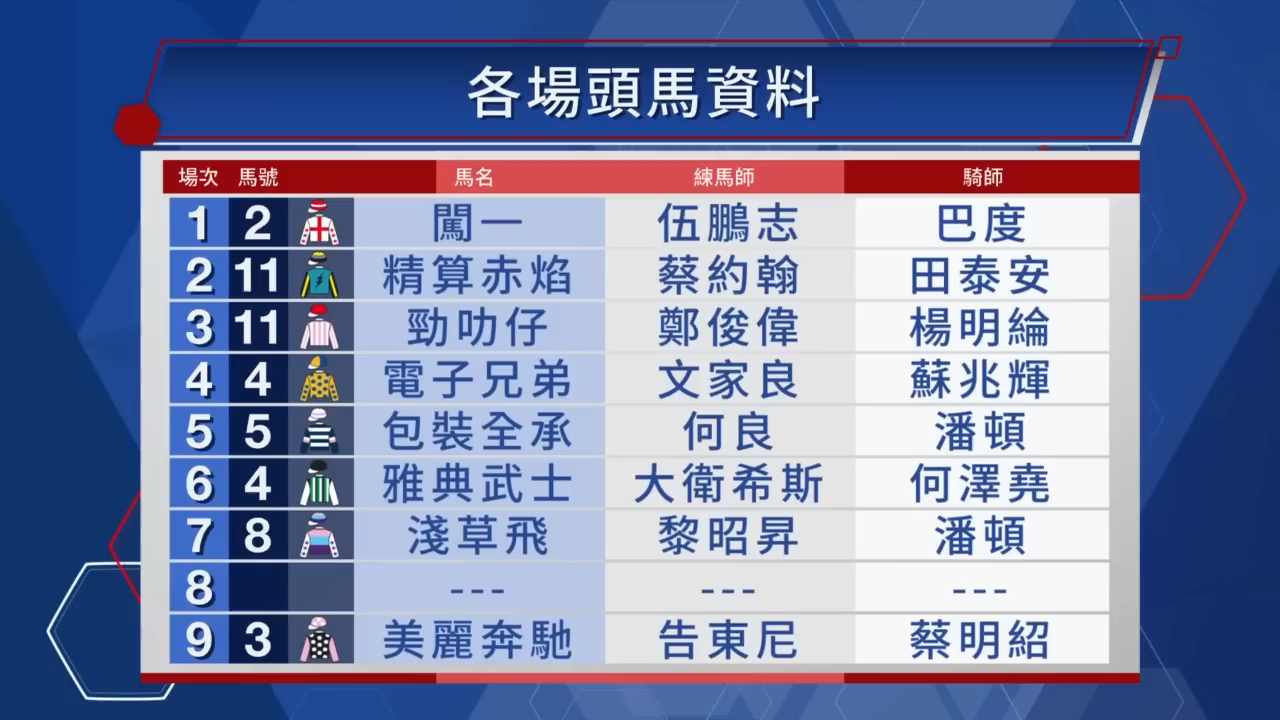 各場頭馬資料
場次 馬號 馬名 練馬師 騎師
1 2 闖一 伍鵬志 巴度
2 11 精算赤焰 蔡約翰 田泰安
3 11 勁叻仔 鄭俊偉 楊明綸
4 4 電子兄弟 文家良 蘇兆輝
5 5 包裝全承 何良 潘頓
6 4 雅典武士 大衛希斯 何澤堯
7 8 淺草飛 黎昭昇 潘頓
8 --- --- ---
9 3 美麗奔馳 告東尼 蔡明紹